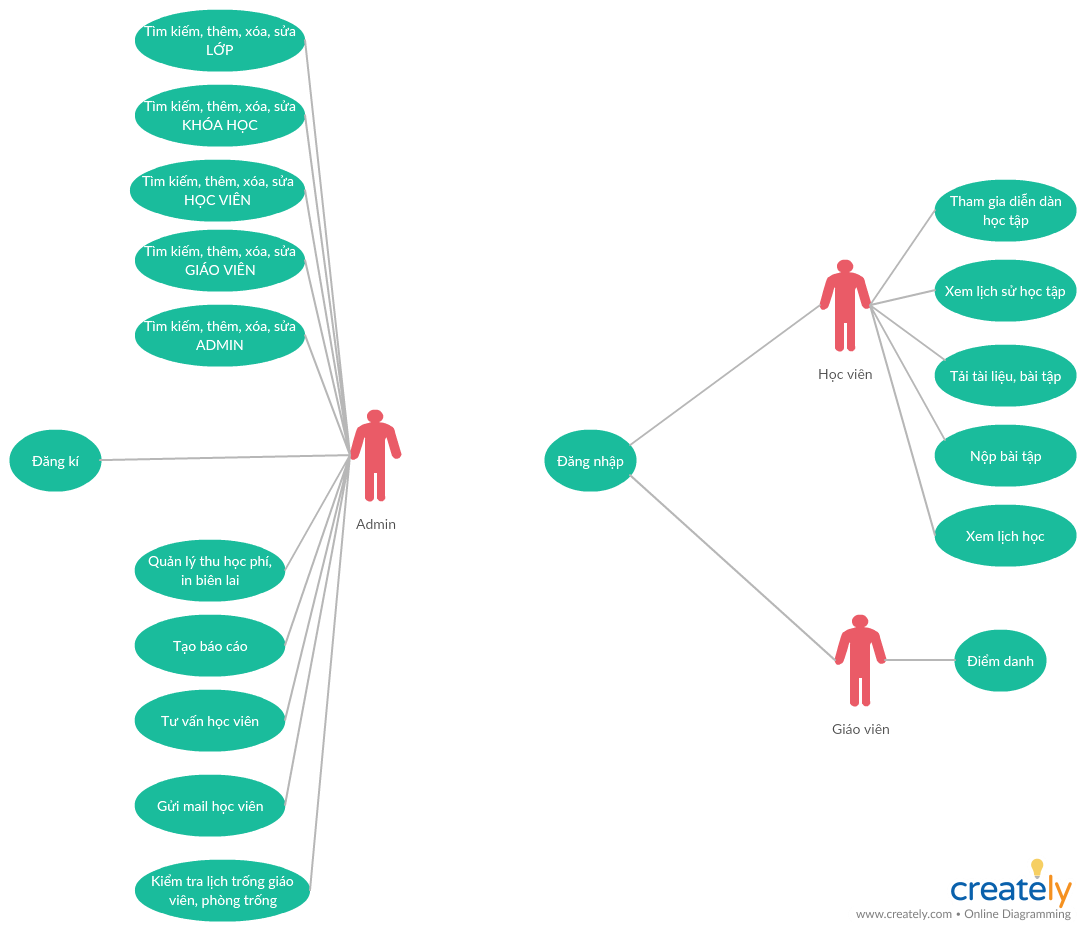 Tìm kiếm, thêm, xóa, sửa
LỚP
Tìm kiếm, thêm, xóa, sửa
KHÓA HỌC
Tìm kiếm, thêm, xóa, sửa
HỌC VIÊN
Tìm kiếm, thêm, xóa, sửa
GIÁO VIÊN
Tìm kiếm, thêm, xóa, sửa
ADMIN
Đăng kí
Admin
Quản lý thu học phí,
in biên lai
Tạo báo cáo
Tư vấn học viên
Gửi mail học viên
Kiểm tra lịch trống giáo
viên, phòng trống
Đăng nhập
Học viên
Tham gia diễn dàn
học tập
Xem lịch sử học tập
Tải tài liệu, bài tập
Nộp bài tập
Xem lịch học
Giáo viên
Điểm danh
creately
www.creately.com • Online Diagramming